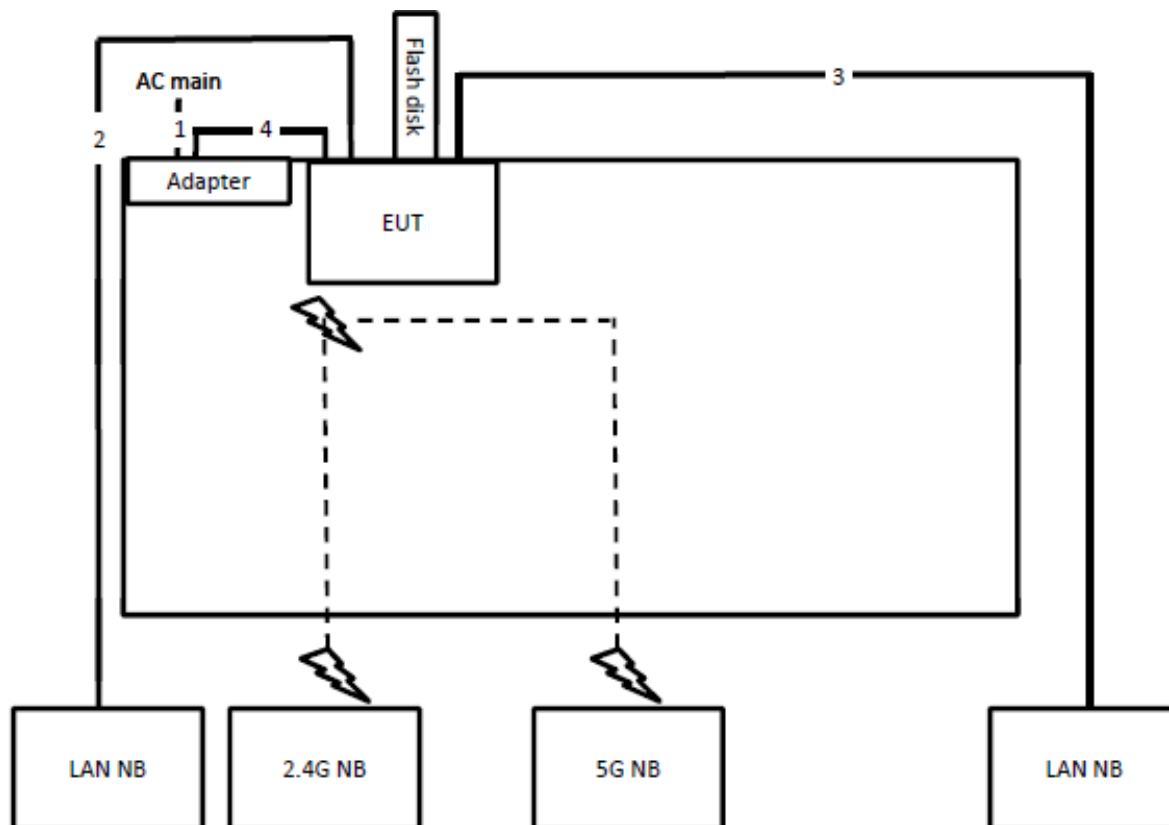 Flash disk
3
AC main
2
1
4
Adapter
EUT
LAN NB
2.4G NB
5G NB
LAN NB